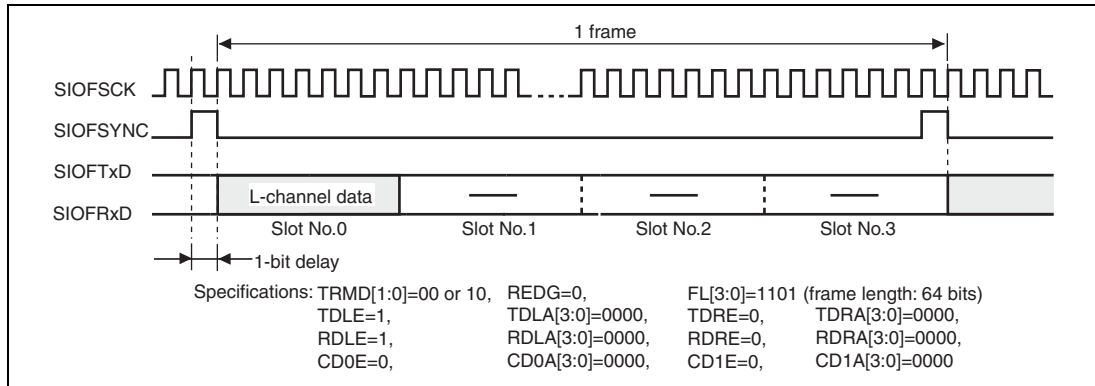 1 frame
SIOFSCK
SIOFSYNC
SIOFTxD
L-channel data
SIOFRxD
Slot No.0 Slot No.1 Slot No.2 Slot No.3
1-bit delay
Specifications: TRMD[1:0]=00 or 10, REDG=0, FL[3:0]=1101 (frame length: 64 bits)
TDLE=1, TDLA[3:0]=0000, TDRE=0, TDRA[3:0]=0000,
RDLE=1, RDLA[3:0]=0000, RDRE=0, RDRA[3:0]=0000,
CD0E=0, CD0A[3:0]=0000, CD1E=0, CD1A[3:0]=0000